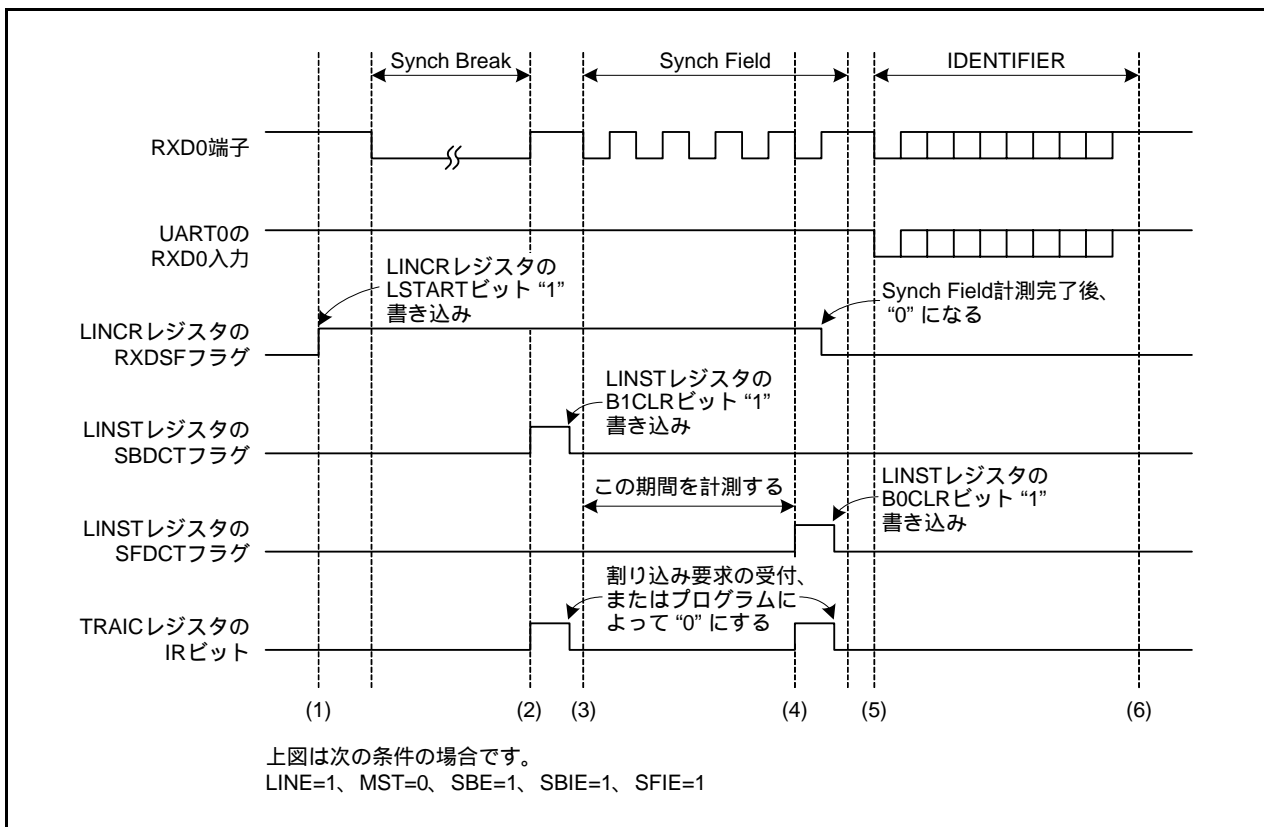 Synch Break
Synch Field
IDENTIFIER
RXD0端子
UART0の
RXD0入力
LINCRレジスタの
LSTARTビット “1”
書き込み
Synch Field計測完了後、
“0” になる
LINCRレジスタの
RXDSFフラグ
LINSTレジスタの
B1CLRビット “1”
書き込み
LINSTレジスタの
SBDCTフラグ
この期間を計測する
LINSTレジスタの
B0CLRビット “1”
書き込み
LINSTレジスタの
SFDCTフラグ
割り込み要求の受付、
またはプログラムに
よって “0” にする
TRAICレジスタの
IRビット
(1) (2) (3) (4) (5) (6)
上図は次の条件の場合です。
LINE=1、MST=0、SBE=1、SBIE=1、SFIE=1